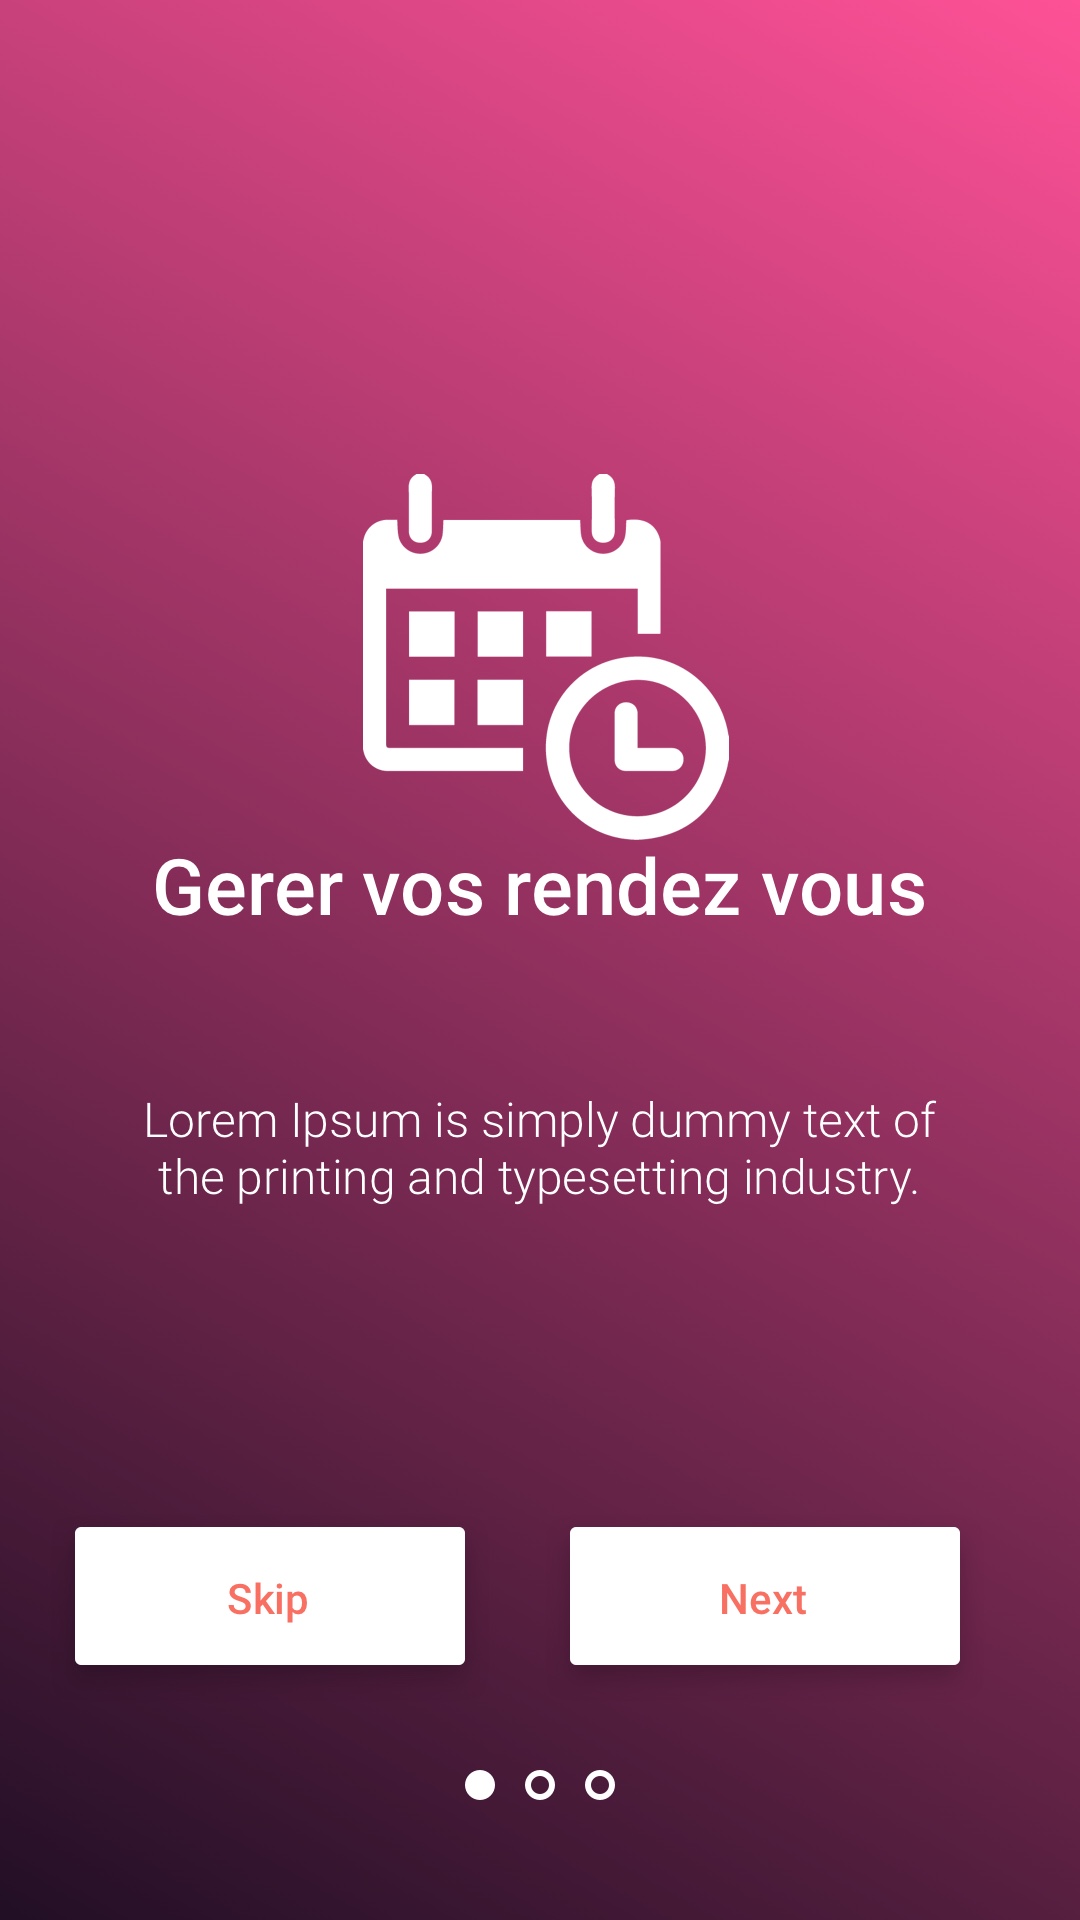 Gerer vos rendez vous
Lorem Ipsum is simply dummy text of
the printing and typesetting industry.
Skip
Next